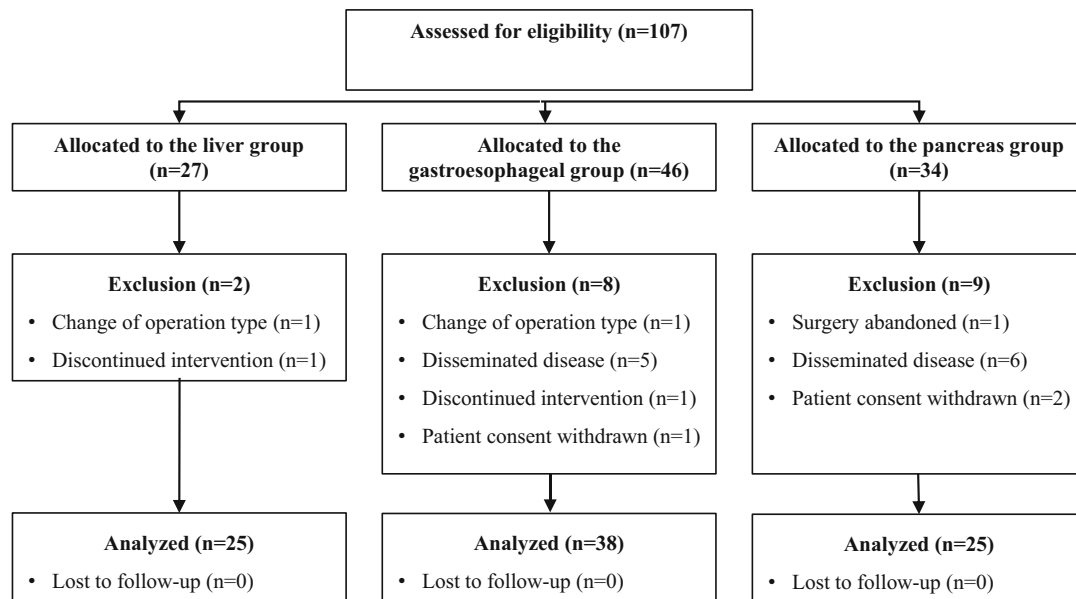 Assessed for eligibility (n=107)
Allocated to the liver group
(n=27)
Allocated to the
gastroesophageal group (n=46)
Allocated to the pancreas group
(n=34)
Exclusion (n=2)
• Change of operation type (n=1)
• Discontinued intervention (n=1)
Exclusion (n=8)
• Change of operation type (n=1)
• Disseminated disease (n=5)
• Discontinued intervention (n=1)
• Patient consent withdrawn (n=1)
Exclusion (n=9)
• Surgery abandoned (n=1)
• Disseminated disease (n=6)
• Patient consent withdrawn (n=2)
Analyzed (n=25)
• Lost to follow-up (n=0)
Analyzed (n=38)
• Lost to follow-up (n=0)
Analyzed (n=25)
• Lost to follow-up (n=0)